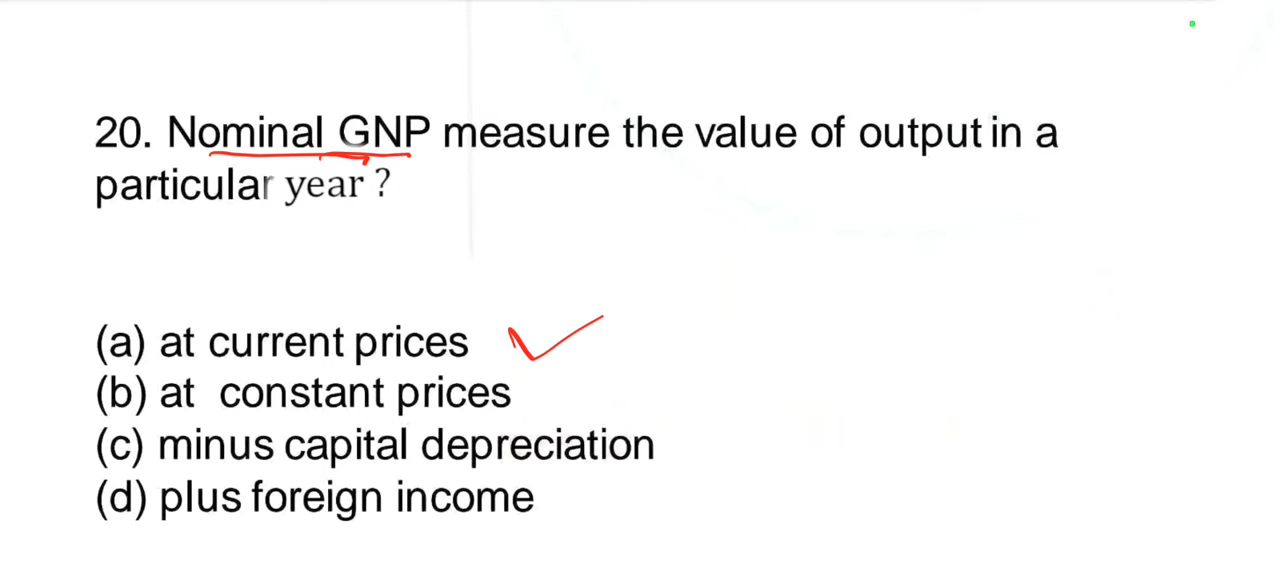 20. Nominal GNP measure the value of output in a
particular year ?
(a) at current prices
(b) at constant prices
(c) minus capital depreciation
(d) plus foreign income